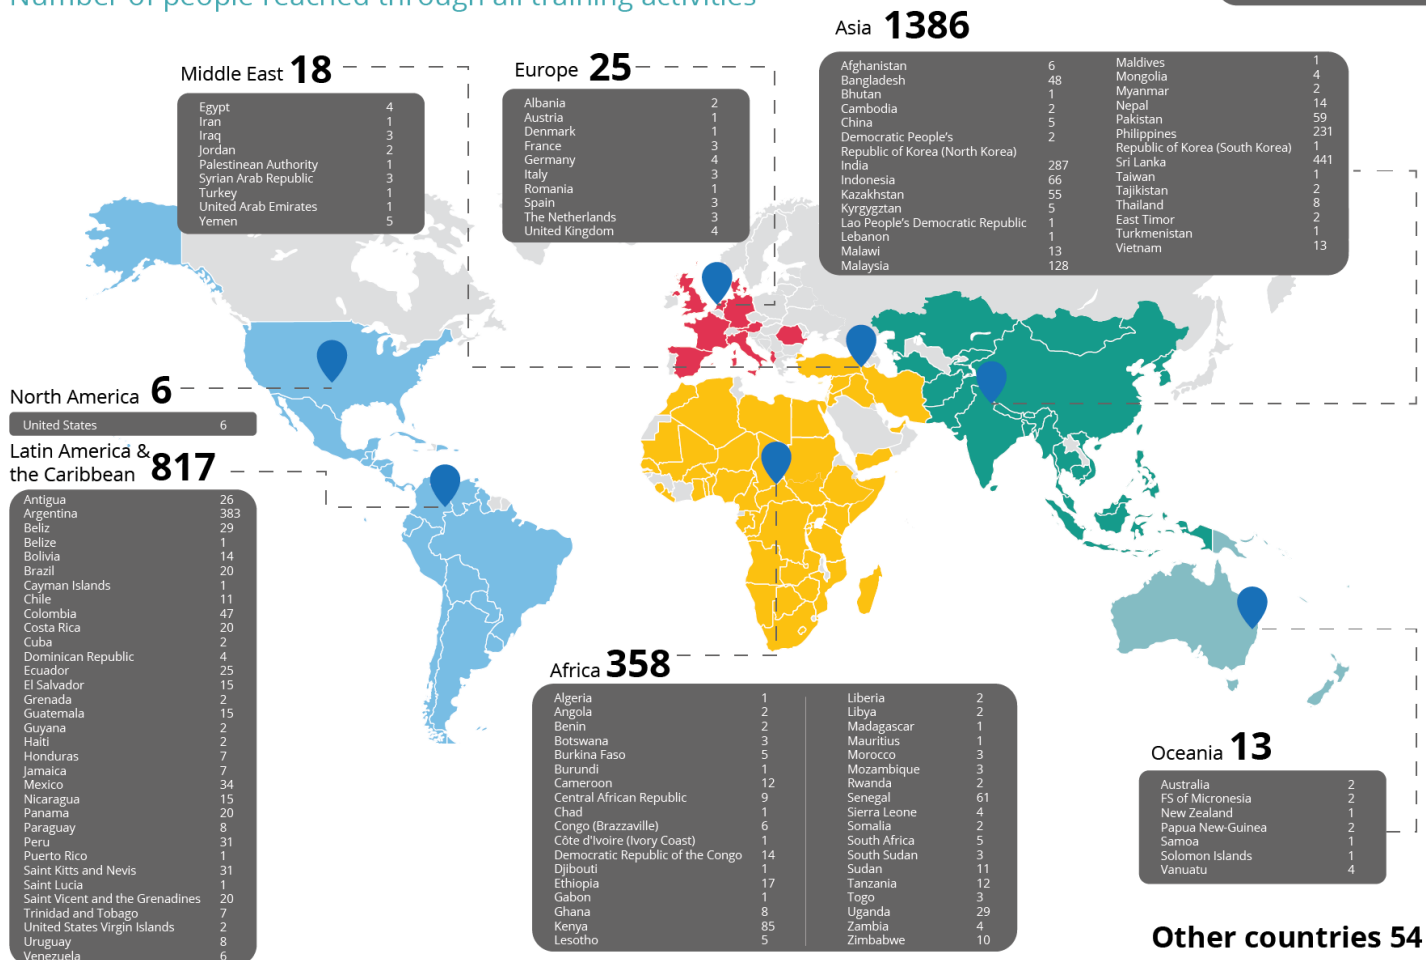 Number of people reached through all training activities
Asia 1386
Afghanistan 6
Bangladesh 48
Bhutan 1
Cambodia 2
China 5
Democratic People's 2
Republic of Korea (North Korea)
India 287
Indonesia 66
Kazakhstan 55
Kyrgygztan 5
Lao People's Democratic Republic 1
Lebanon 1
Malawi 13
Malaysia 128
Maldives 1
Mongolia 4
Myanmar 2
Nepal 14
Pakistan 59
Philippines 231
Republic of Korea (South Korea) 1
Sri Lanka 441
Taiwan 1
Tajikistan 2
Thailand 8
East Timor 2
Turkmenistan 1
Vietnam 13
Middle East 18
Egypt 4
Iran 1
Iraq 3
Jordan 2
Palestinean Authority 1
Syrian Arab Republic 3
Turkey 1
United Arab Emirates 1
Yemen 5
Europe 25
Albania 2
Austria 1
Denmark 1
France 3
Germany 4
Italy 3
Romania 1
Spain 3
The Netherlands 3
United Kingdom 4
North America 6
United States 6
Latin America &
the Caribbean 817
Antigua 26
Argentina 383
Beliz 29
Belize 1
Bolivia 14
Brazil 20
Cayman Islands 1
Chile 11
Colombia 47
Costa Rica 20
Cuba 2
Dominican Republic 4
Ecuador 25
El Salvador 15
Grenada 2
Guatemala 15
Guyana 2
Haiti 2
Honduras 7
Jamaica 7
Mexico 34
Nicaragua 15
Panama 20
Paraguay 8
Peru 31
Puerto Rico 1
Saint Kitts and Nevis 31
Saint Lucia 1
Saint Vicent and the Grenadines 20
Trinidad and Tobago 7
United States Virgin Islands 2
Uruguay 8
Venezuela 6
Africa 358
Algeria 1
Angola 2
Benin 2
Botswana 3
Burkina Faso 5
Burundi 1
Cameroon 12
Central African Republic 9
Chad 1
Congo (Brazzaville) 6
Côte d'Ivoire (Ivory Coast) 1
Democratic Republic of the Congo 14
Djibouti 1
Ethiopia 17
Gabon 1
Ghana 8
Kenya 85
Lesotho 5
Liberia 2
Libya 2
Madagascar 1
Mauritius 1
Morocco 3
Mozambique 3
Rwanda 2
Senegal 61
Sierra Leone 4
Somalia 2
South Africa 5
South Sudan 3
Sudan 11
Tanzania 12
Togo 3
Uganda 29
Zambia 4
Zimbabwe 10
Oceania 13
Australia 2
FS of Micronesia 2
New Zealand 1
Papua New-Guinea 2
Samoa 1
Solomon Islands 1
Vanuatu 4
Other countries 54